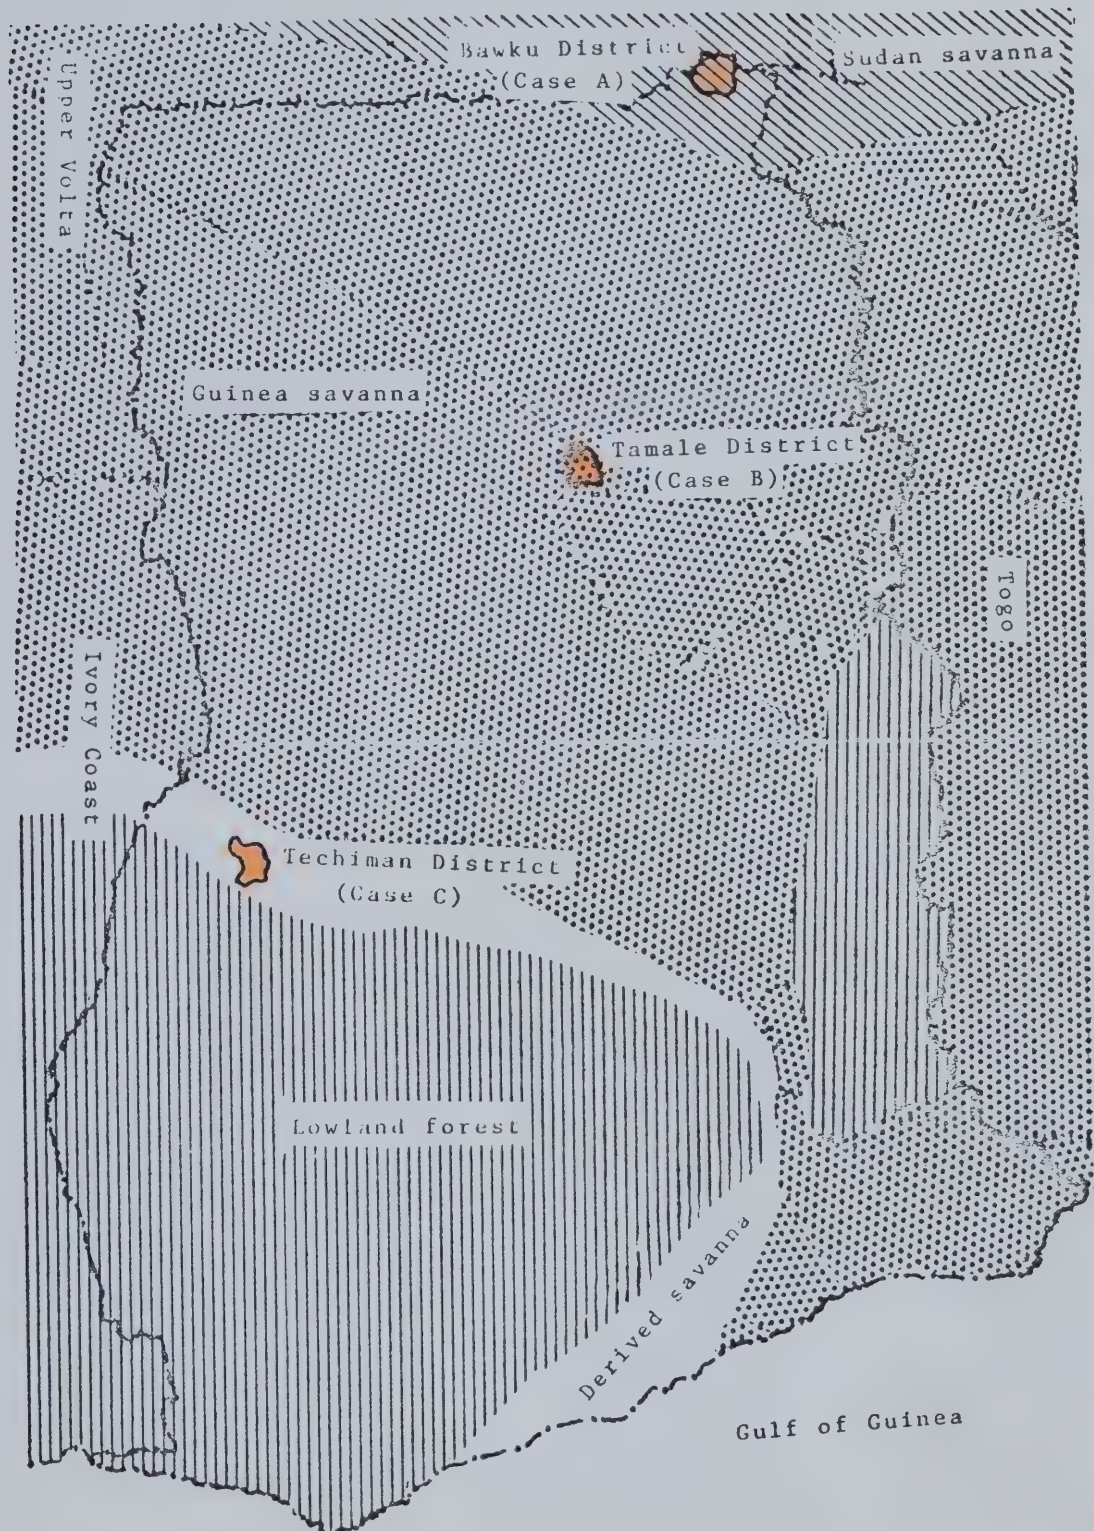 Bawku District
(Case A)
Sudan savanna
Upper Volta
Guinea savanna
Tamale District
(Case B)
Togo
Ivory Coast
Techiman District
(Case C)
Lowland forest
Derived savanna
Gulf of Guinea